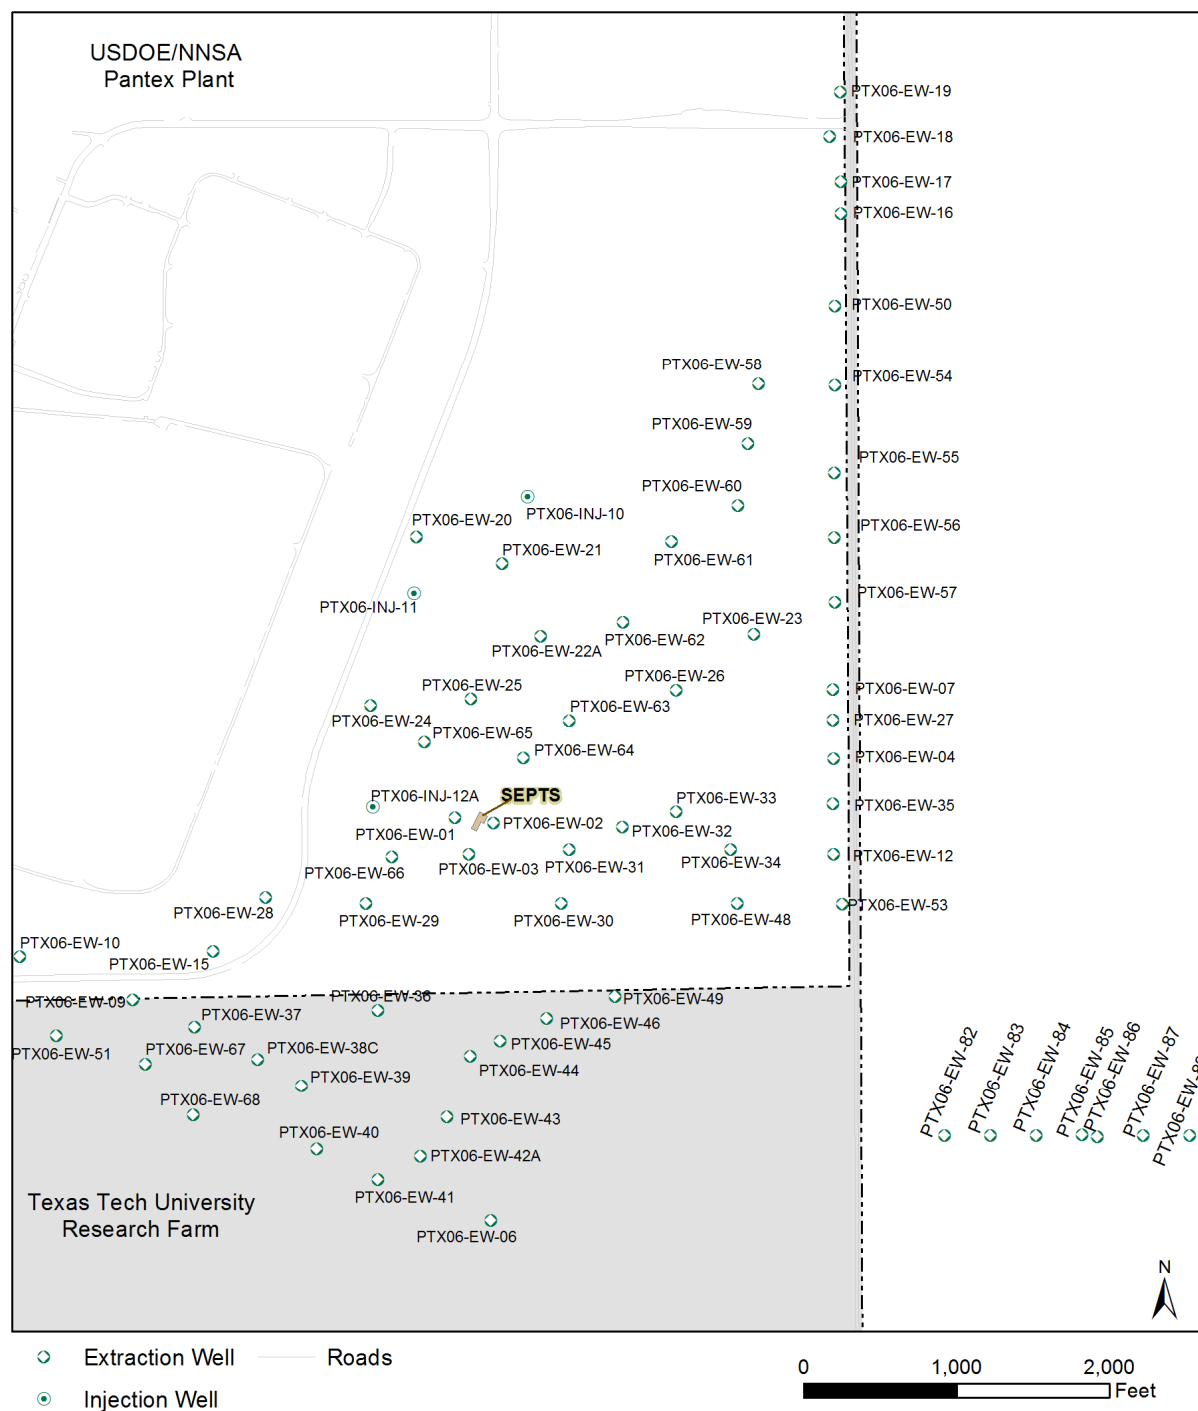 USDOE/NNSA
Pantex Plant
PTX06-EW-19
PTX06-EW-18
PTX06-EW-17
PTX06-EW-16
PTX06-EW-50
PTX06-EW-58
PTX06-EW-54
PTX06-EW-59
PTX06-EW-55
PTX06-EW-60
PTX06-INJ-10
PTX06-EW-20
PTX06-EW-56
PTX06-EW-21
PTX06-EW-61
PTX06-EW-57
PTX06-INJ-11
PTX06-EW-23
PTX06-EW-62
PTX06-EW-22A
PTX06-EW-26
PTX06-EW-25
PTX06-EW-07
PTX06-EW-63
PTX06-EW-24
PTX06-EW-27
PTX06-EW-65
PTX06-EW-64
PTX06-EW-04
PTX06-INJ-12A
SEPTS
PTX06-EW-33
PTX06-EW-35
PTX06-EW-02
PTX06-EW-32
PTX06-EW-01
PTX06-EW-12
PTX06-EW-34
PTX06-EW-31
PTX06-EW-03
PTX06-EW-66
PTX06-EW-28
PTX06-EW-29
PTX06-EW-30
PTX06-EW-48
PTX06-EW-53
PTX06-EW-10
PTX06-EW-15
PTX06-EW-09
PTX06-EW-36
PTX06-EW-49
PTX06-EW-37
PTX06-EW-46
PTX06-EW-51
PTX06-EW-67
PTX06-EW-38C
PTX06-EW-45
PTX06-EW-44
PTX06-EW-39
PTX06-EW-68
PTX06-EW-43
PTX06-EW-40
PTX06-EW-42A
PTX06-EW-41
PTX06-EW-06
PTX06-EW-82
PTX06-EW-83
PTX06-EW-84
PTX06-EW-85
PTX06-EW-86
PTX06-EW-87
Texas Tech University
Research Farm
N
Extraction Well
Roads
Injection Well
0 1,000 2,000
Feet